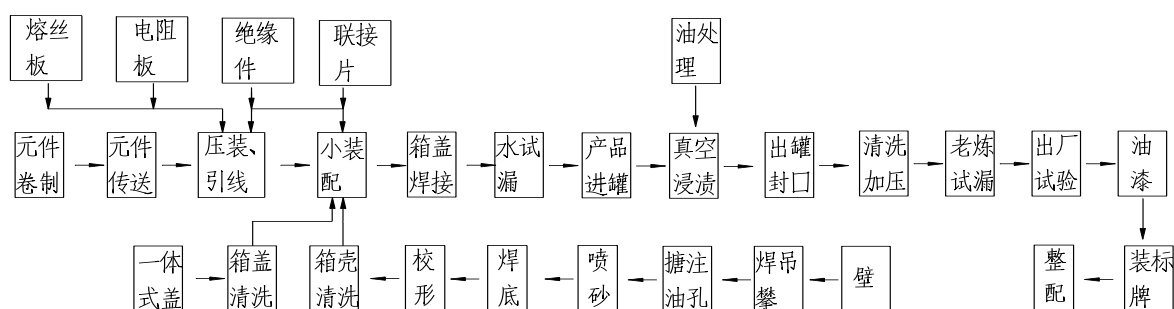 熔丝
板
电阻
板
绝缘
件
联接
片
油处
理
元件
卷制
元件
传送
压装、
引线
小装
配
箱盖
焊接
水试
漏
产品
进罐
真空
浸渍
出罐
封口
清洗
加压
老炼
试漏
出厂
试验
油
漆
一体
式盖
箱盖
清洗
箱壳
清洗
校
形
焊
底
喷
砂
搪注
油孔
焊吊
攀
壁
整
配
装标
牌